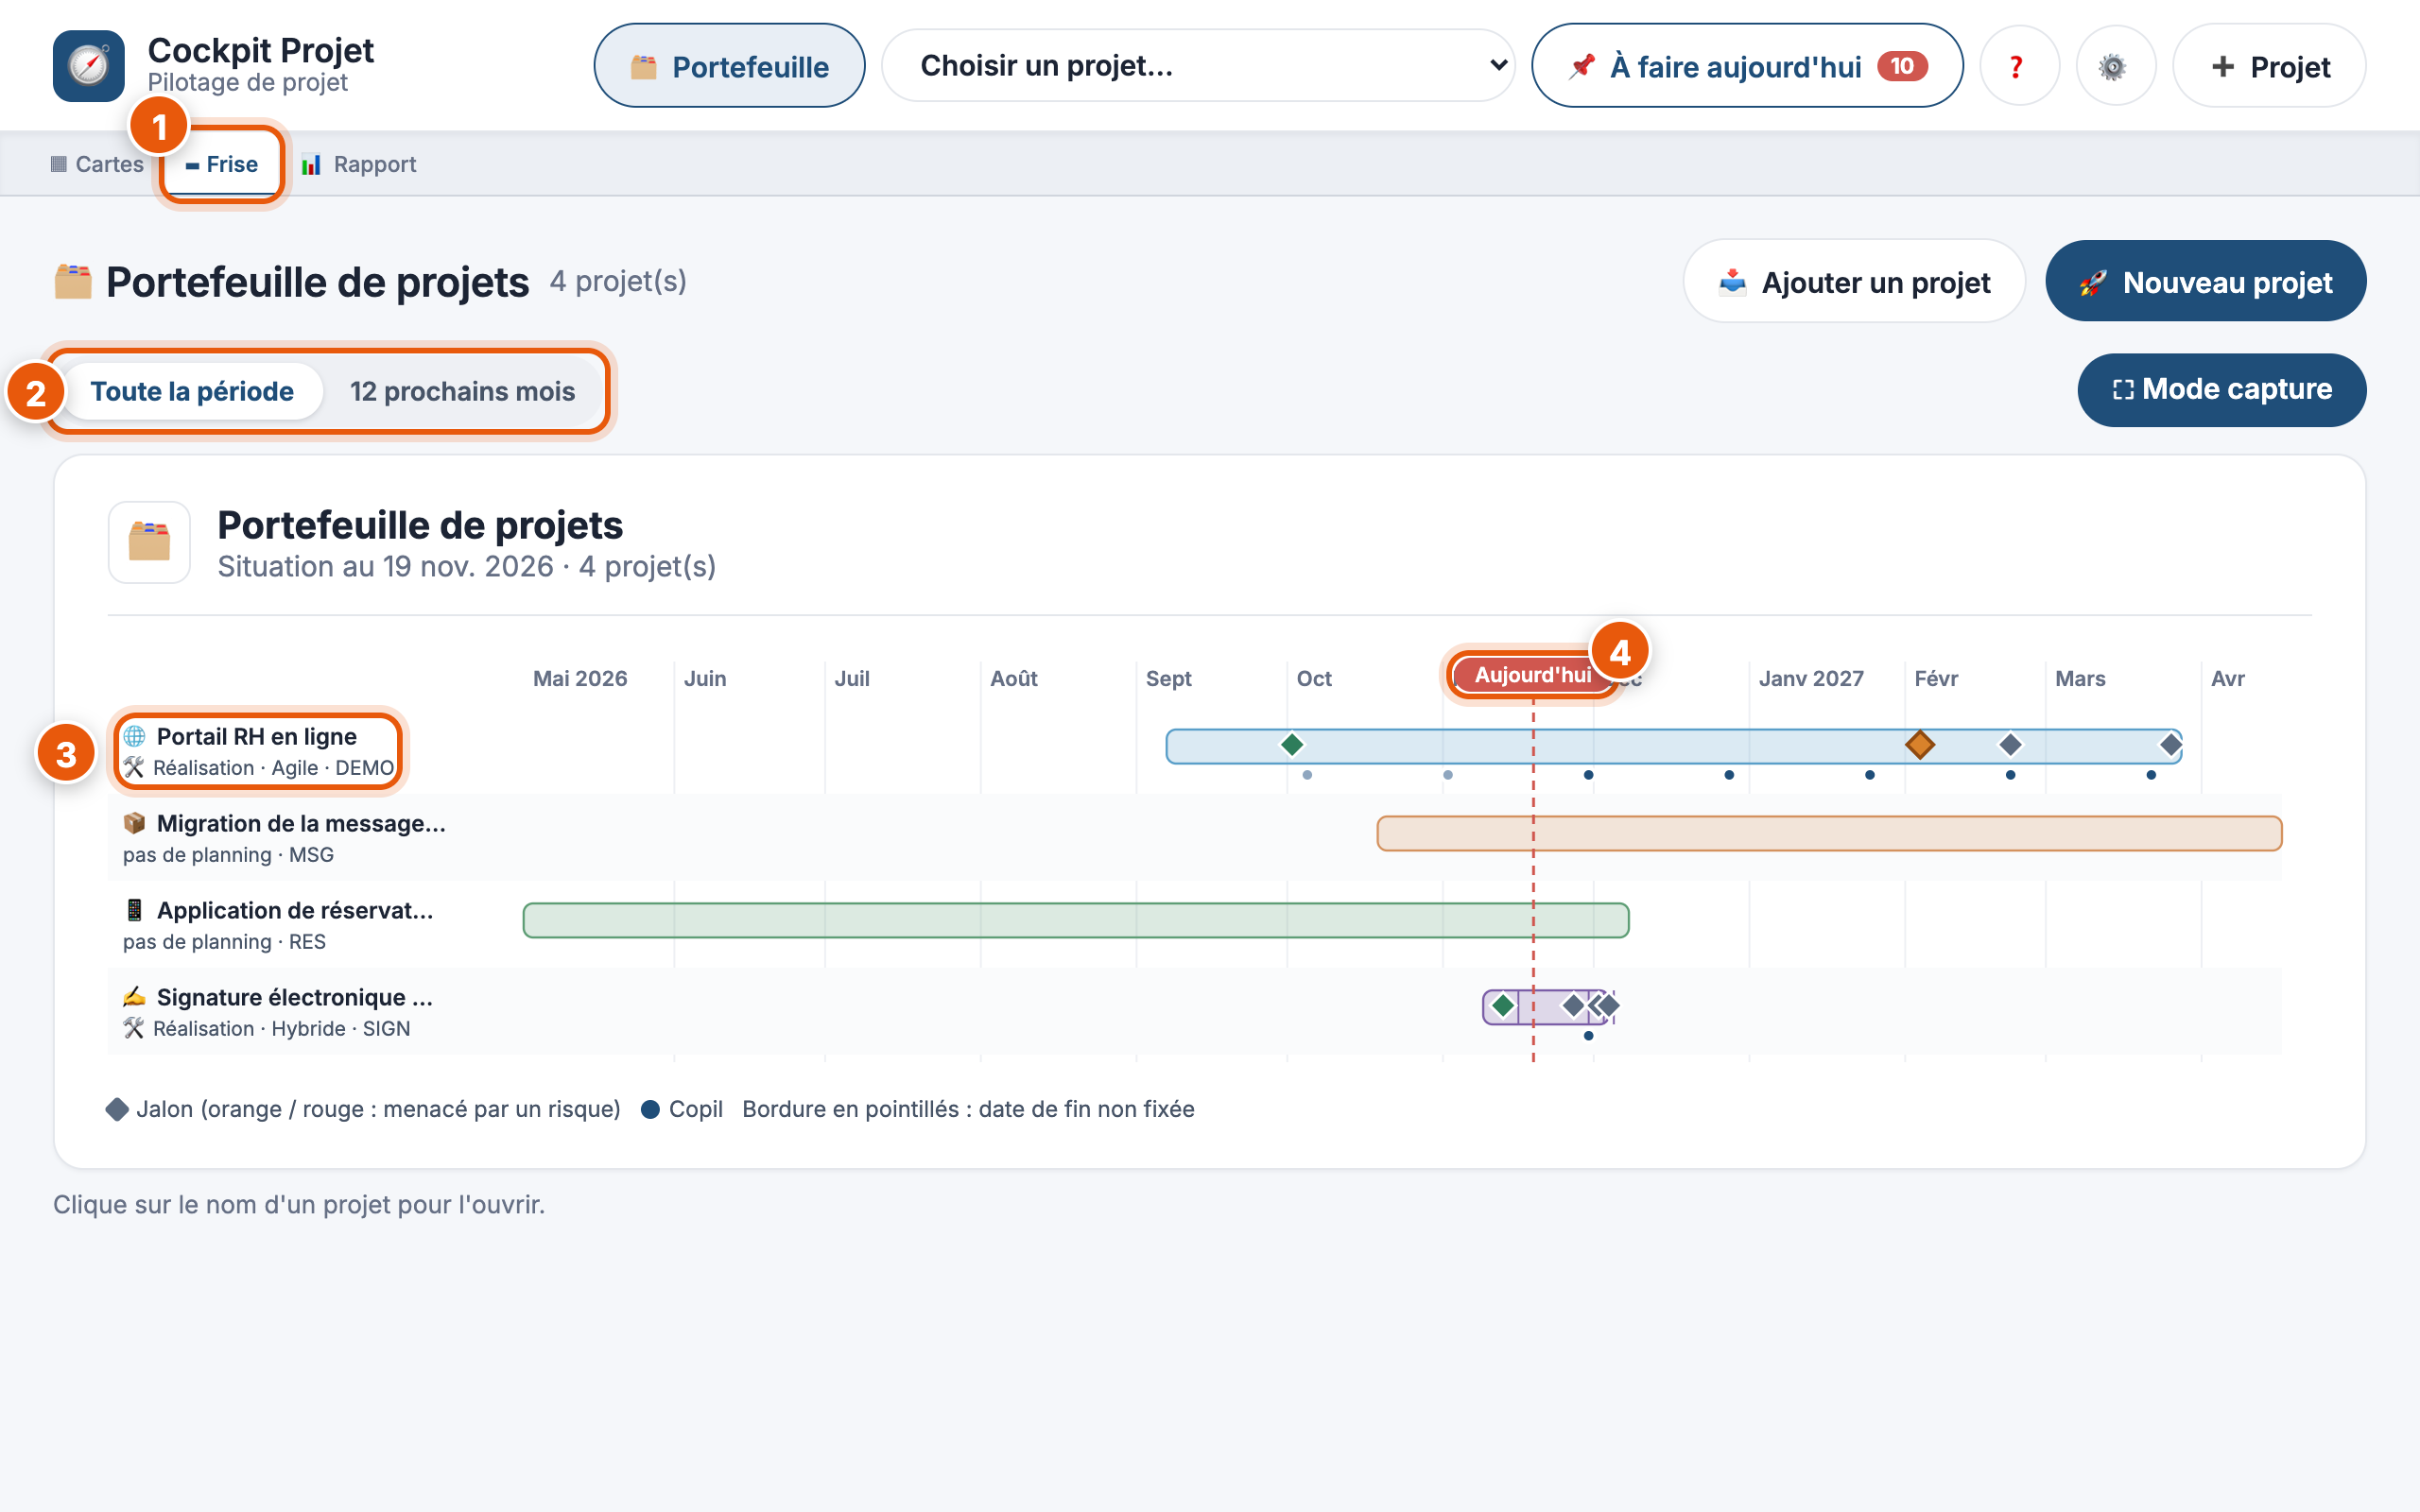 Cockpit Projet
Pilotage de projet
Portefeuille
Choisir un projet...
À faire aujourd'hui 10
?
+ Projet
1
Cartes
Frise
Rapport
Portefeuille de projets 4 projet(s)
Ajouter un projet
Nouveau projet
2
Toute la période
12 prochains mois
Mode capture
Portefeuille de projets
Situation au 19 nov. 2026 · 4 projet(s)
4
Mai 2026 Juin Juil Août Sept Oct Aujourd'hui Janv 2027 Févr Mars Avr
3
Portail RH en ligne
Réalisation · Agile · DEMO
Migration de la message...
pas de planning · MSG
Application de réservat...
pas de planning · RES
Signature électronique ...
Réalisation · Hybride · SIGN
Jalon (orange / rouge : menacé par un risque) Copil Bordure en pointillés : date de fin non fixée
Clique sur le nom d'un projet pour l'ouvrir.